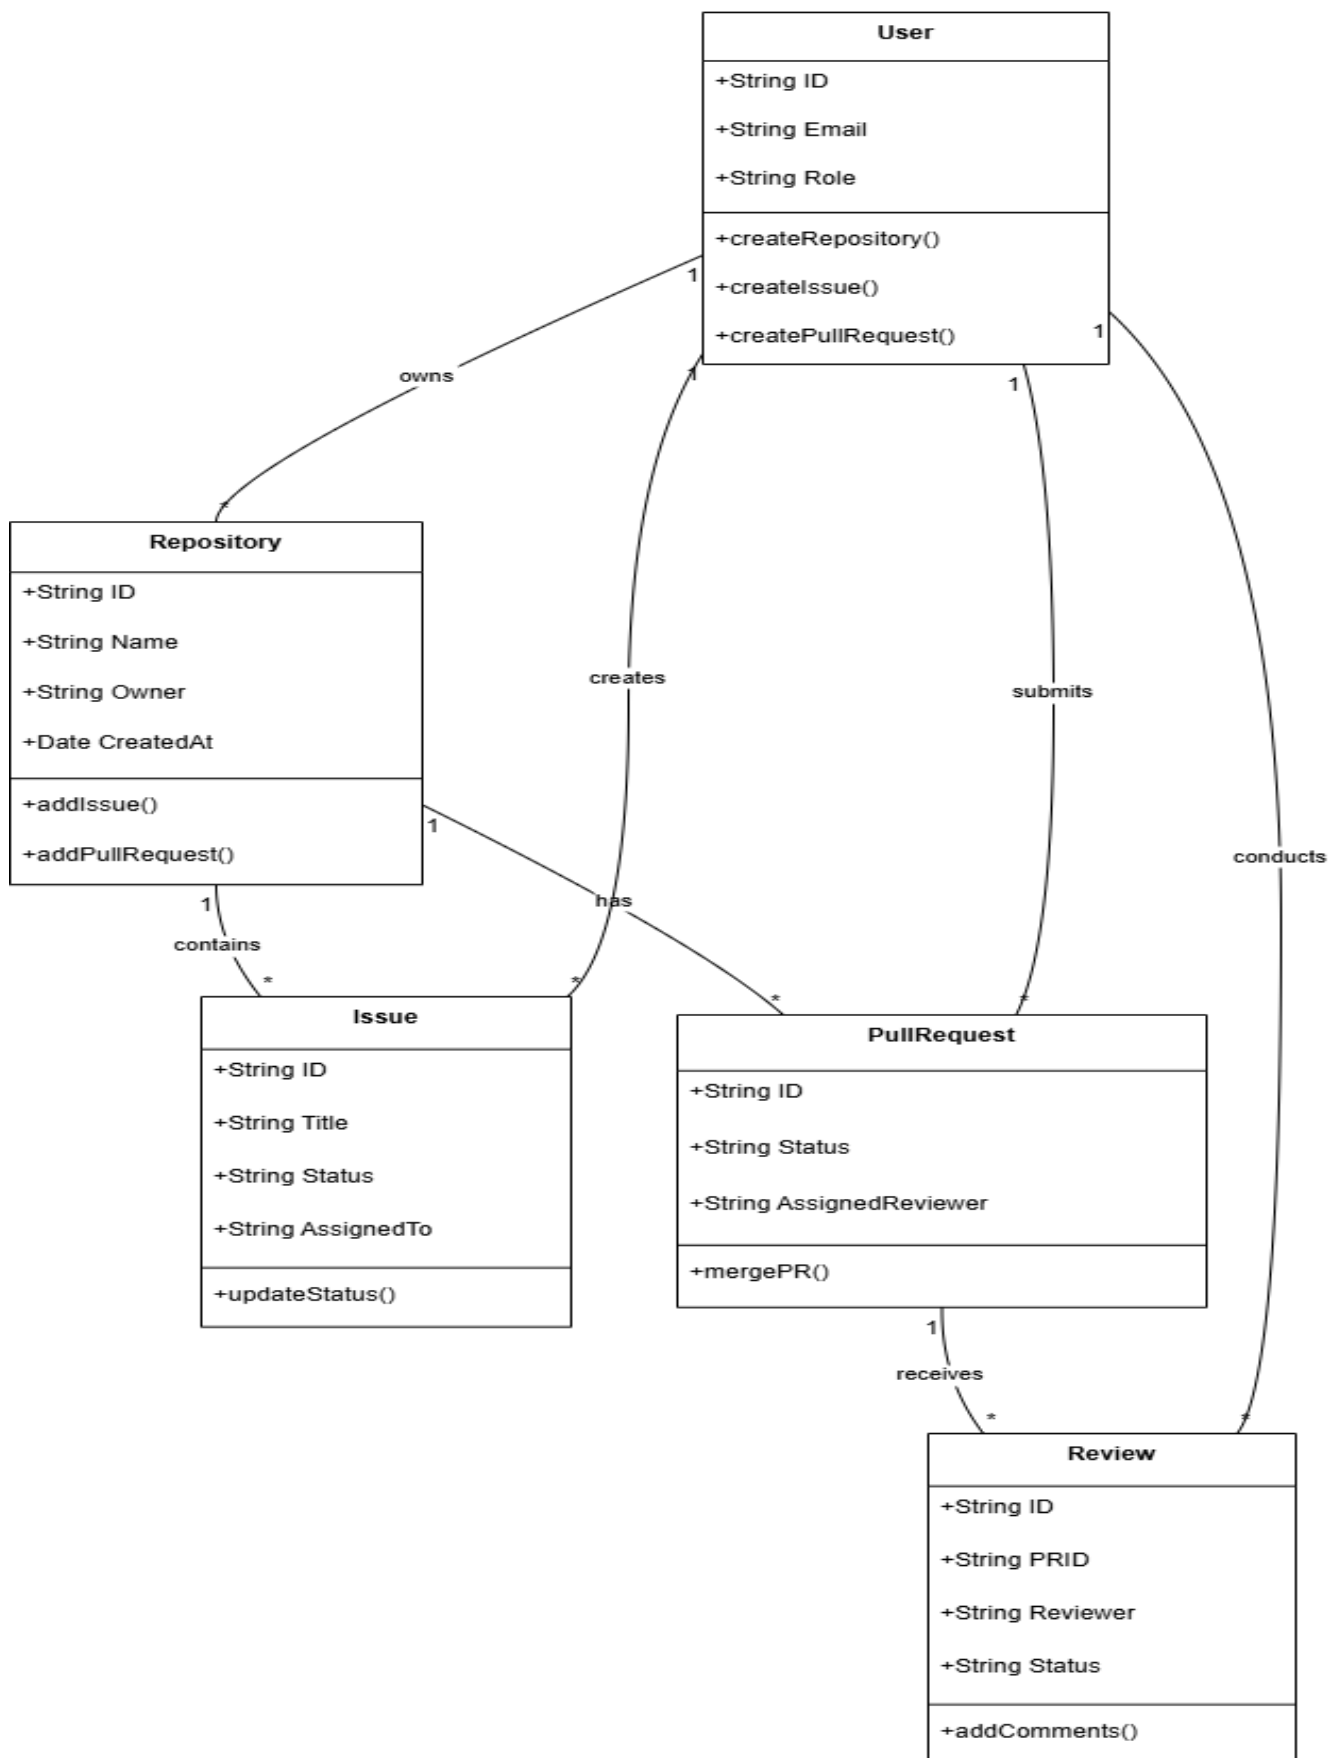 User
+String ID
+String Email
+String Role
+createRepository()
+createIssue()
+createPullRequest()
1
1
1
1
owns
*
Repository
+String ID
+String Name
+String Owner
+Date CreatedAt
+addIssue()
+addPullRequest()
creates
submits
1
1
has
conducts
contains
*
*
*
*
Issue
+String ID
+String Title
+String Status
+String AssignedTo
+updateStatus()
PullRequest
+String ID
+String Status
+String AssignedReviewer
+mergePR()
1
receives
*
*
Review
+String ID
+String PRID
+String Reviewer
+String Status
+addComments()